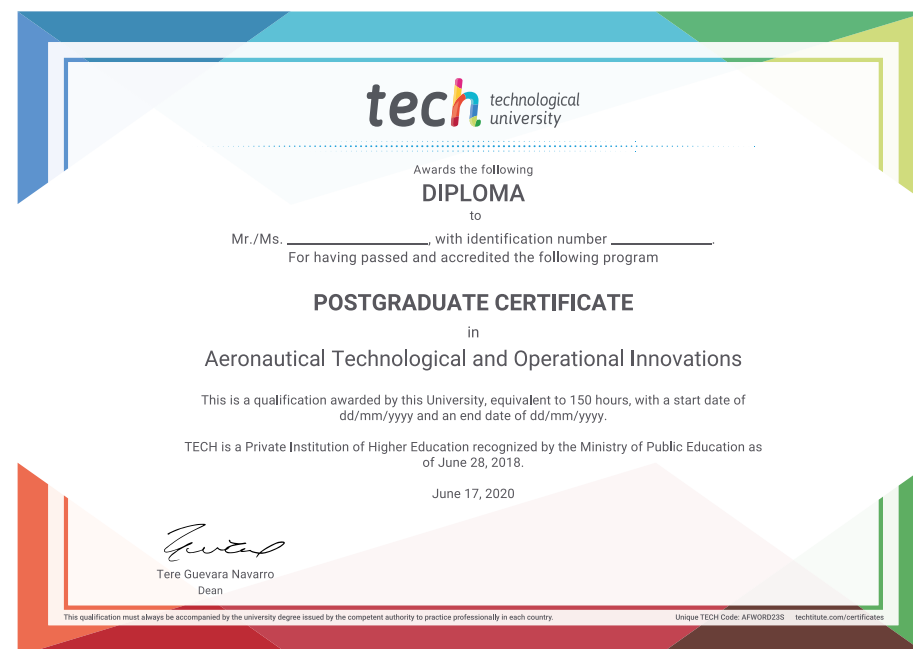 tech technological
university
Awards the following
DIPLOMA
to
Mr./Ms. ____________, with identification number ____________.
For having passed and accredited the following program
POSTGRADUATE CERTIFICATE
in
Aeronautical Technological and Operational Innovations
This is a qualification awarded by this University, equivalent to 150 hours, with a start date of
dd/mm/yyyy and an end date of dd/mm/yyyy.
TECH is a Private Institution of Higher Education recognized by the Ministry of Public Education as
of June 28, 2018.
June 17, 2020
Tere Guevara Navarro
Dean
This qualification must always be accompanied by the university degree issued by the competent authority to practice professionally in each country. Unique TECH Code: AFWORD23S techtitute.com/certificates